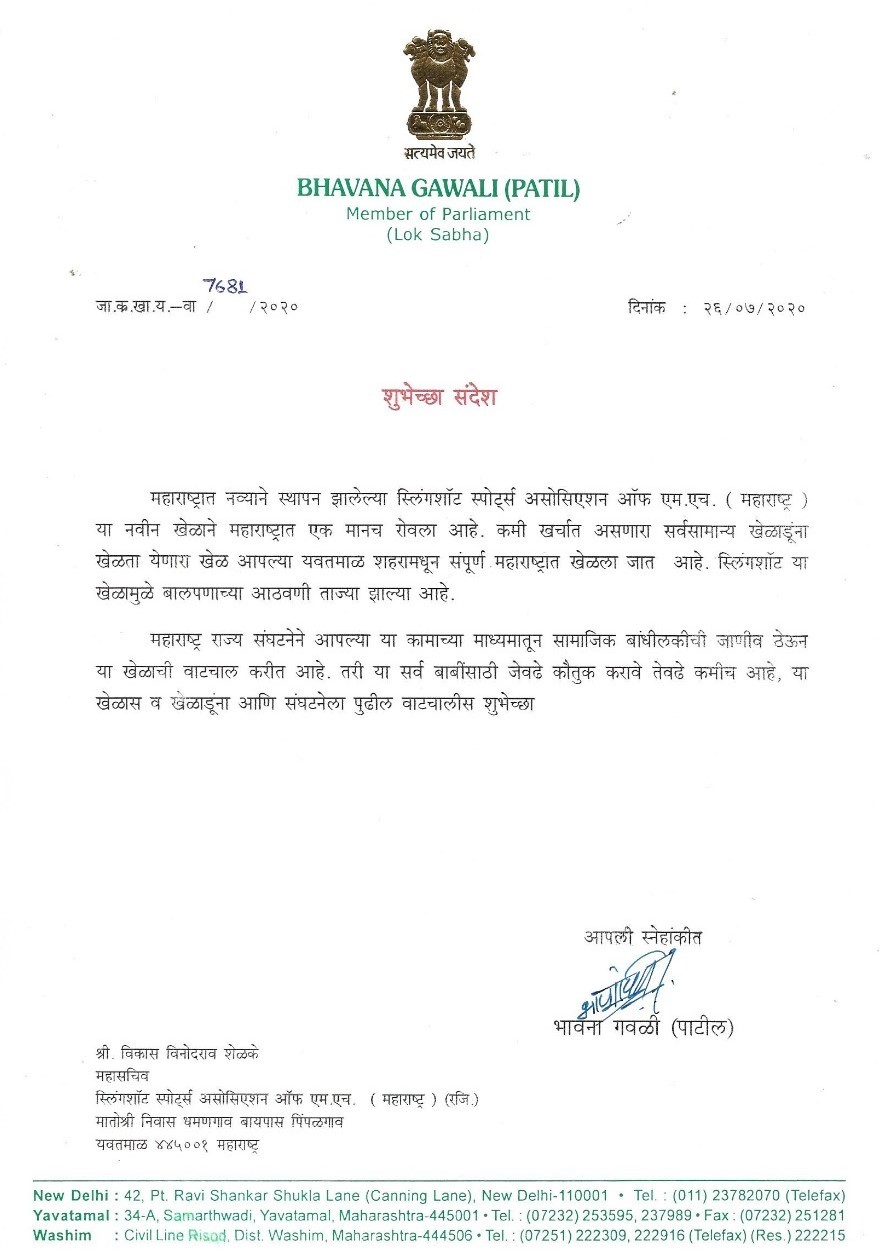 सत्यमेव जयते
BHAVANA GAWALI (PATIL)
Member of Parliament
(Lok Sabha)
7681
जा.क्र.खा.य.–वा / /२०२०
दिनांक : २६/०७/२०२०
शुभेच्छा संदेश
महाराष्ट्रात नव्याने स्थापन झालेल्या स्लिंगशॉट स्पोर्ट्स असोसिएशन ऑफ एम.एच. ( महाराष्ट्र )
या नवीन खेळाने महाराष्ट्रात एक मानच रोवला आहे. कमी खर्चात असणारा सर्वसामान्य खेळाडूंना
खेळता येणारा खेळ आपल्या यवतमाळ शहरामधून संपूर्ण महाराष्ट्रात खेळला जात आहे. स्लिंगशॉट या
खेळामुळे बालपणाच्या आठवणी ताज्या झाल्या आहे.
महाराष्ट्र राज्य संघटनेने आपल्या या कामाच्या माध्यमातून सामाजिक बांधीलकीची जाणीव ठेऊन
या खेळाची वाटचाल करीत आहे. तरी या सर्व बाबींसाठी जेवढे कौतुक करावे तेवढे कमीच आहे, या
खेळास व खेळाडूंना आणि संघटनेला पुढील वाटचालीस शुभेच्छा
आपली स्नेहांकीत
भावना गवळी (पाटील)
श्री. विकास विनोदराव शेळके
महासचिव
स्लिंगशॉट स्पोर्ट्स असोसिएशन ऑफ एम.एच. ( महाराष्ट्र ) (रजि.)
मातोश्री निवास धमणगाव बायपास पिंपळगाव
यवतमाळ ४४५००१ महाराष्ट्र
New Delhi : 42, Pt. Ravi Shankar Shukla Lane (Canning Lane), New Delhi-110001 • Tel. : (011) 23782070 (Telefax)
Yavatamal : 34-A, Samarthwadi, Yavatamal, Maharashtra-445001 • Tel. : (07232) 253595, 237989 • Fax : (07232) 251281
Washim : Civil Line Risod, Dist. Washim, Maharashtra-444506 • Tel. : (07251) 222309, 222916 (Telefax) (Res.) 222215